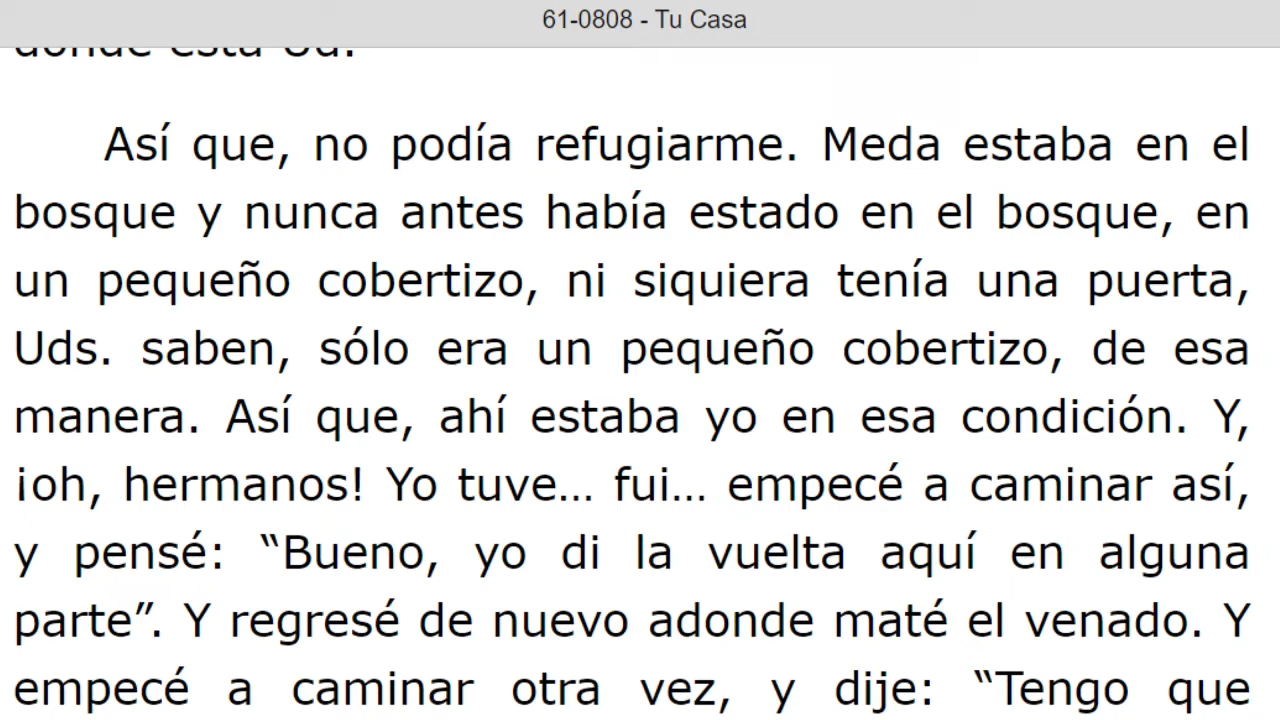 61-0808 - Tu Casa
donde está Ud.
Así que, no podía refugiarme. Meda estaba en el
bosque y nunca antes había estado en el bosque, en
un pequeño cobertizo, ni siquiera tenía una puerta,
Uds. saben, sólo era un pequeño cobertizo, de esa
manera. Así que, ahí estaba yo en esa condición. Y,
¡oh, hermanos! Yo tuve… fui… empecé a caminar así,
y pensé: “Bueno, yo di la vuelta aquí en alguna
parte”. Y regresé de nuevo adonde maté el venado. Y
empecé a caminar otra vez, y dije: “Tengo que